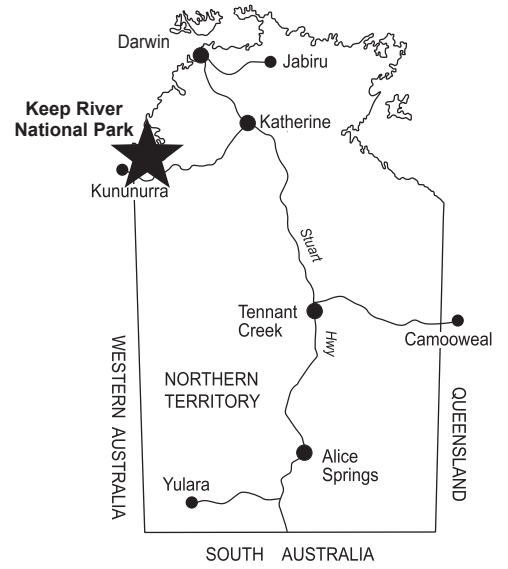 Darwin
Jabiru
Keep River
National Park
Katherine
Kununurra
Stuart
Tennant
Creek
Hwy
Camooweal
WESTERN AUSTRALIA
NORTHERN
TERRITORY
QUEENSLAND
Alice
Springs
Yulara
SOUTH AUSTRALIA